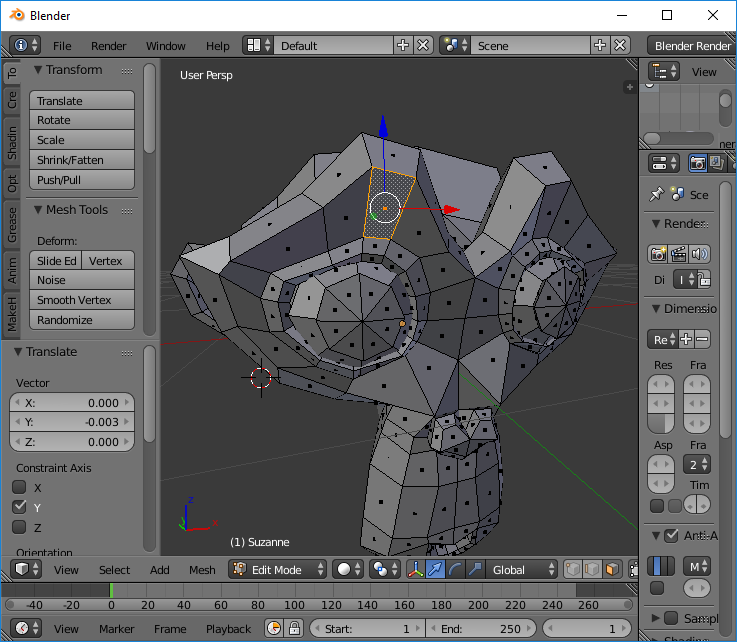 Blender
File Render Window Help Default Scene Blender Render
To
Cre
Shadin
Opt
Grease
Anim
MakeH
Transform
Translate
Rotate
Scale
Shrink/Fatten
Push/Pull
Mesh Tools
Deform:
Slide Ed Vertex
Noise
Smooth Vertex
Randomize
Translate
Vector
X: 0.000
Y: -0.003
Z: 0.000
Constraint Axis
X
Y
Z
Orientation
User Persp
z
x
(1) Suzanne
View
Sce
Render
Di
Dimensio
Re
Res Fra
Asp Fra
2
Tim
Anti-A
M
Sampl
Shading
View Select Add Mesh Edit Mode Global
-40 -20 0 20 40 60 80 100 120 140 160 180 200 220 240 260
View Marker Frame Playback Start: 1 End: 250 1